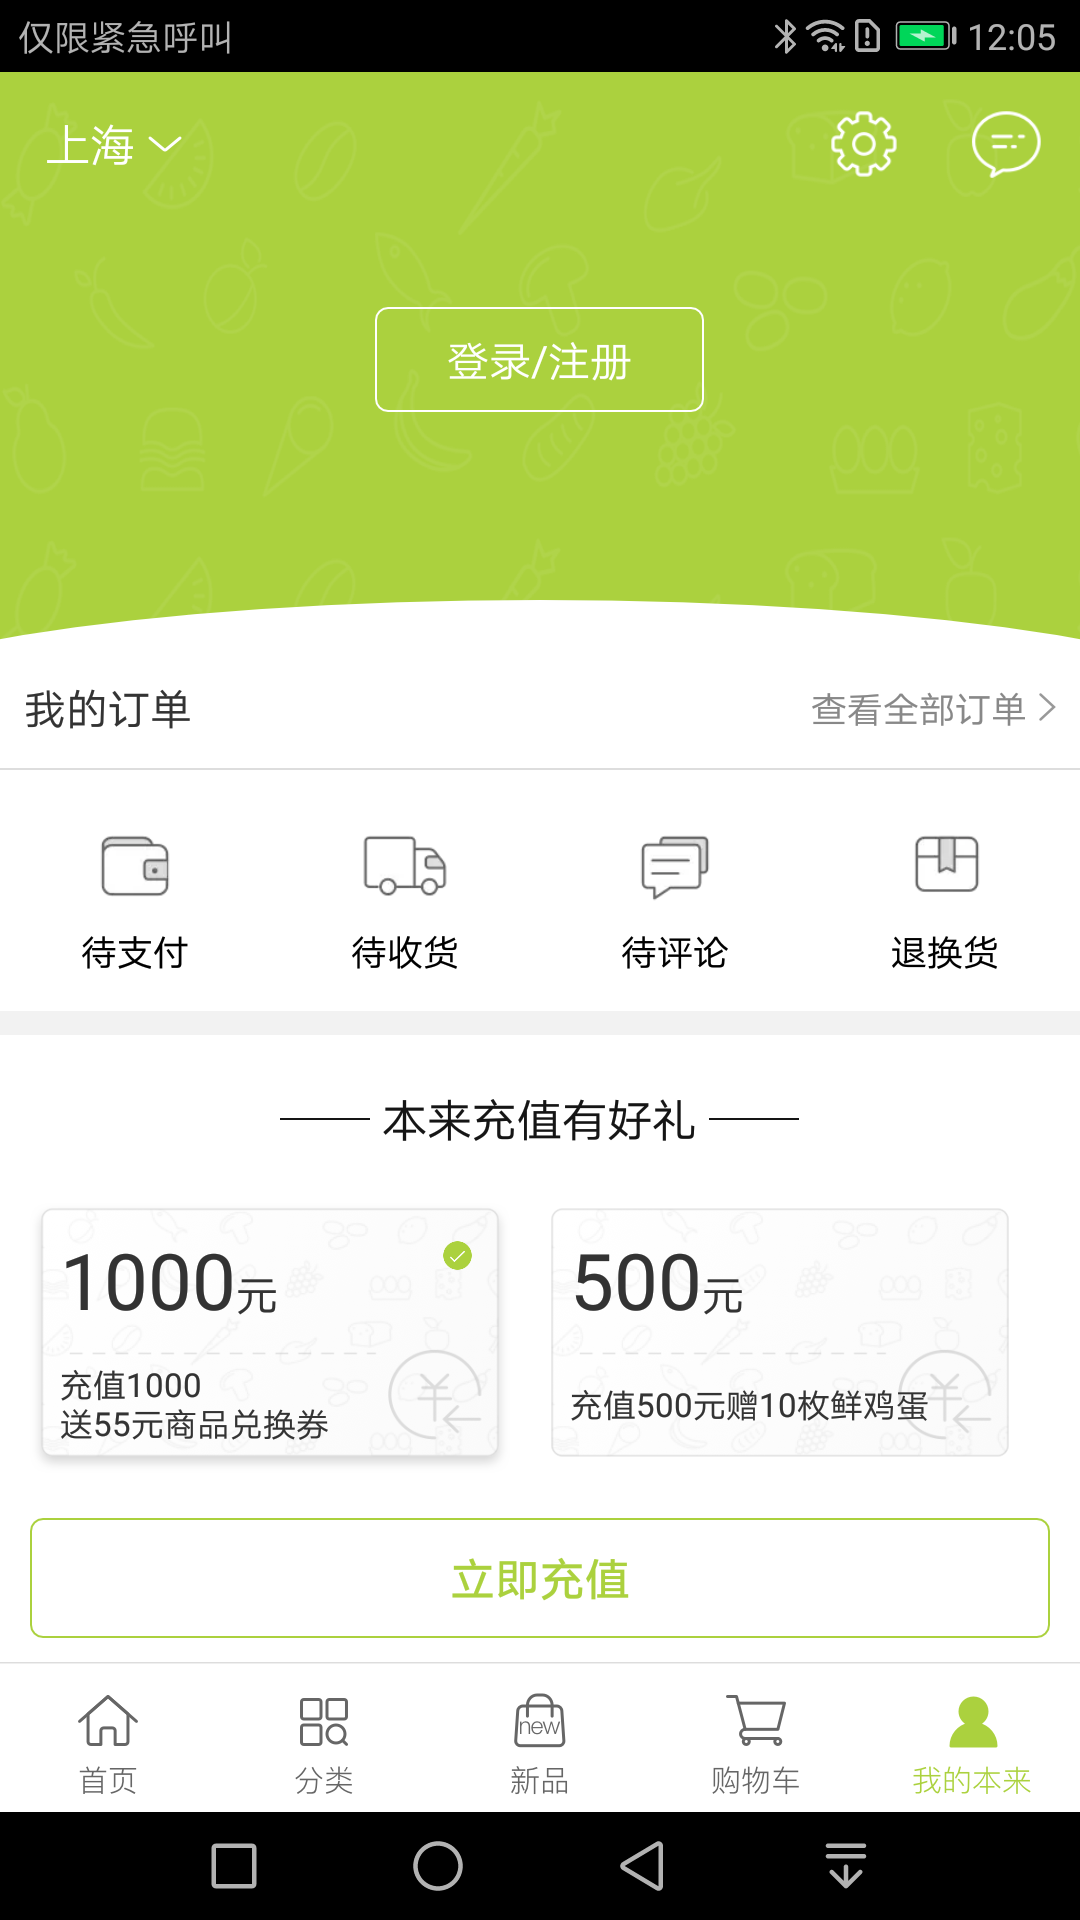 仅限紧急呼叫 12:05
上海
登录/注册
我的订单 查看全部订单
待支付 待收货 待评论 退换货
本来充值有好礼
1000元
充值1000
送55元商品兑换券
500元
充值500元赠10枚鲜鸡蛋
立即充值
new
首页 分类 新品 购物车 我的本来